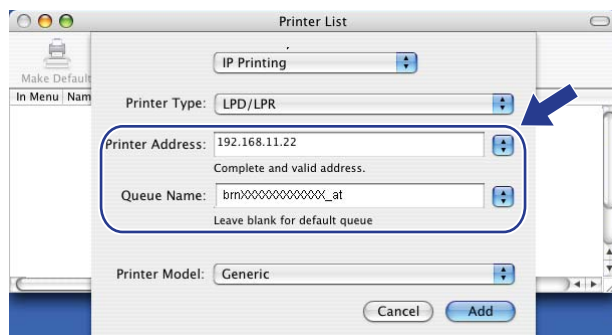 Printer List
IP Printing
Make Default
In Menu Nam
Printer Type: LPD/LPR
Printer Address: 192.168.11.22
Complete and valid address.
Queue Name: brnXXXXXXXXXXXX_at
Leave blank for default queue
Printer Model: Generic
Cancel Add